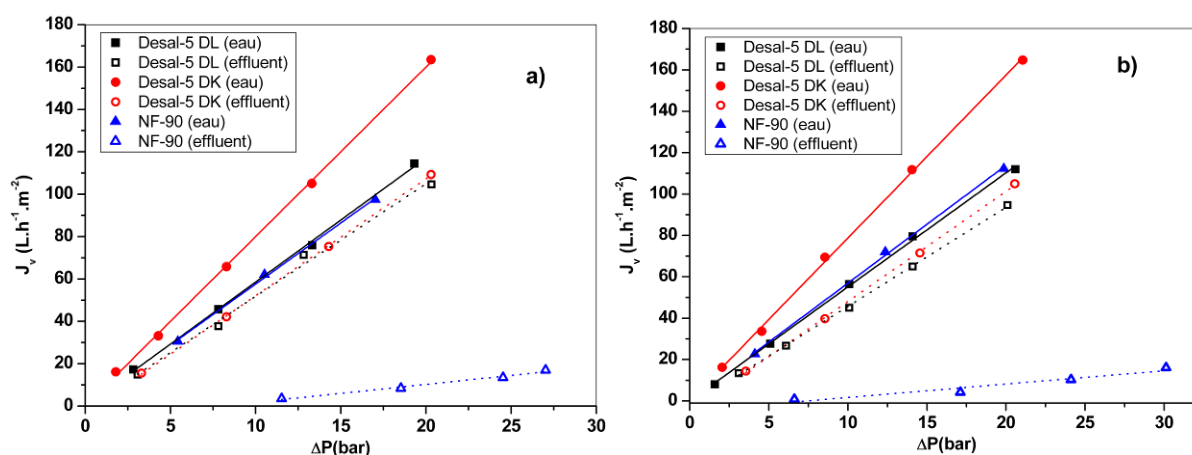 180
160
140
120
100
80
60
40
20
0
J_v (L.h⁻¹.m⁻²)
Desal-5 DL (eau)
Desal-5 DL (effluent)
Desal-5 DK (eau)
Desal-5 DK (effluent)
NF-90 (eau)
NF-90 (effluent)
a)
0 5 10 15 20 25 30
ΔP(bar)
180
160
140
120
100
80
60
40
20
0
J_v (L.h⁻¹.m⁻²)
Desal-5 DL (eau)
Desal-5 DL (effluent)
Desal-5 DK (eau)
Desal-5 DK (effluent)
NF-90 (eau)
NF-90 (effluent)
b)
0 5 10 15 20 25 30
ΔP(bar)